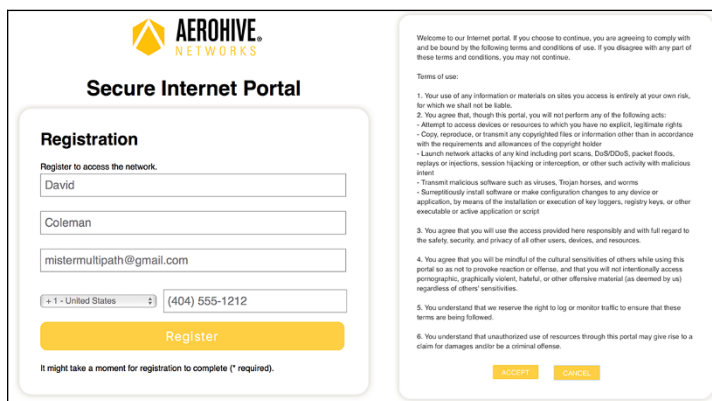 AEROHIVE®
NETWORKS
Secure Internet Portal
Registration
Register to access the network.
David
Coleman
mistermultipath@gmail.com
+ 1 - United States
(404) 555-1212
Register
It might take a moment for registration to complete (* required).
Welcome to our Internet portal. If you choose to continue, you are agreeing to comply with
and be bound by the following terms and conditions of use. If you disagree with any part of
these terms and conditions, you may not continue.
Terms of use:
1. Your use of any information or materials on sites you access is entirely at your own risk,
for which we shall not be liable.
2. You agree that, though this portal, you will not perform any of the following acts:
- Attempt to access devices or resources to which you have no explicit, legitimate rights
- Copy, reproduce, or transmit any copyrighted files or information other than in accordance
with the requirements and allowances of the copyright holder
- Launch network attacks of any kind including port scans, DoS/DDoS, packet floods,
replays or injections, session hijacking or interception, or other such activity with malicious
intent
- Transmit malicious software such as viruses, Trojan horses, and worms
- Surreptitiously install software or make configuration changes to any device or
application, by means of the installation or execution of key loggers, registry keys, or other
executable or active application or script
3. You agree that you will use the access provided here responsibly and with full regard to
the safety, security, and privacy of all other users, devices, and resources.
4. You agree that you will be mindful of the cultural sensitivities of others while using this
portal so as not to provoke reaction or offense, and that you will not intentionally access
pornographic, graphically violent, hateful, or other offensive material (as deemed by us)
regardless of others' sensitivities.
5. You understand that we reserve the right to log or monitor traffic to ensure that these
terms are being followed.
6. You understand that unauthorized use of resources through this portal may give rise to a
claim for damages and/or be a criminal offense.
ACCEPT
CANCEL